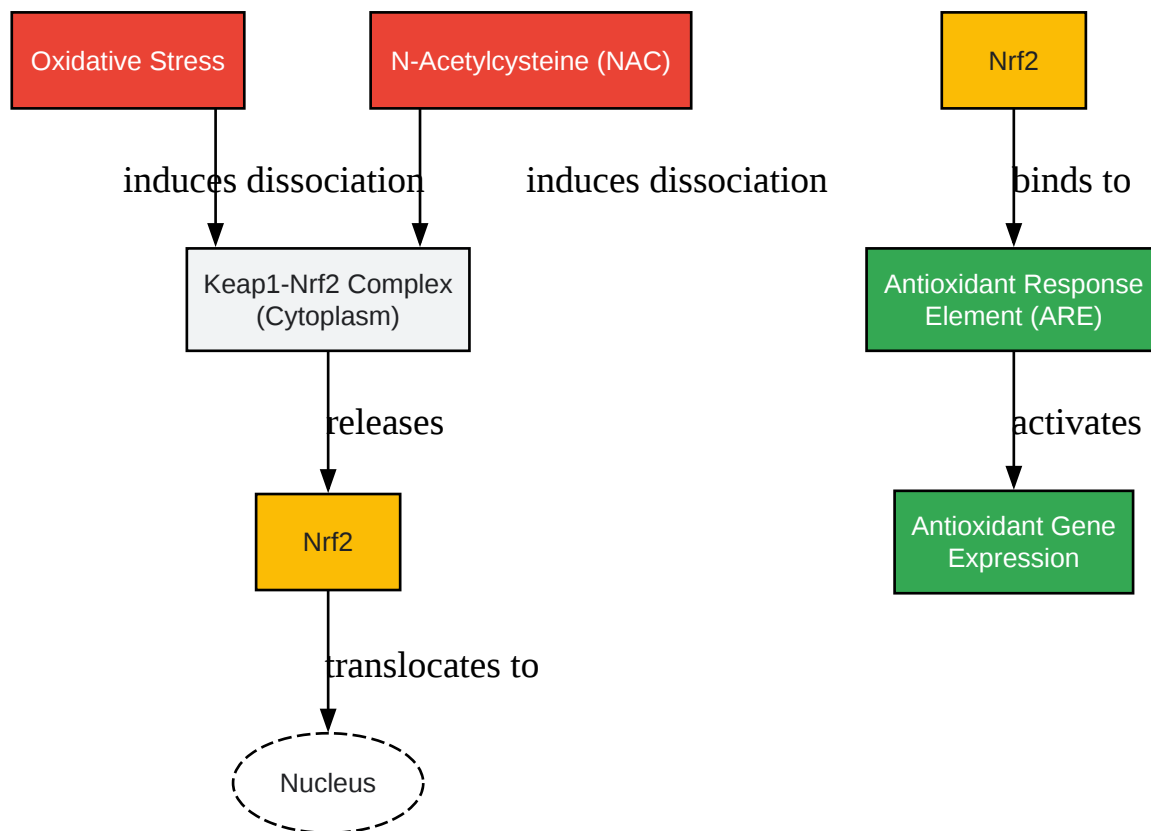 Oxidative Stress
N-Acetylcysteine (NAC)
Nrf2
induces dissociation
induces dissociation
binds to
Keap1-Nrf2 Complex
(Cytoplasm)
Antioxidant Response
Element (ARE)
releases
activates
Nrf2
Antioxidant Gene
Expression
translocates to
Nucleus